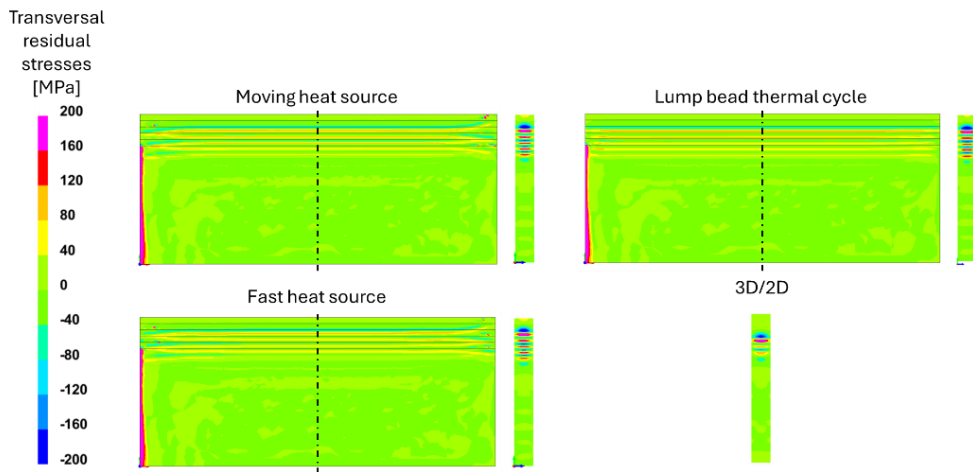 Transversal
residual
stresses
[MPa]
200
160
120
80
40
0
-40
-80
-120
-160
-200
Moving heat source
Lump bead thermal cycle
Fast heat source
3D/2D